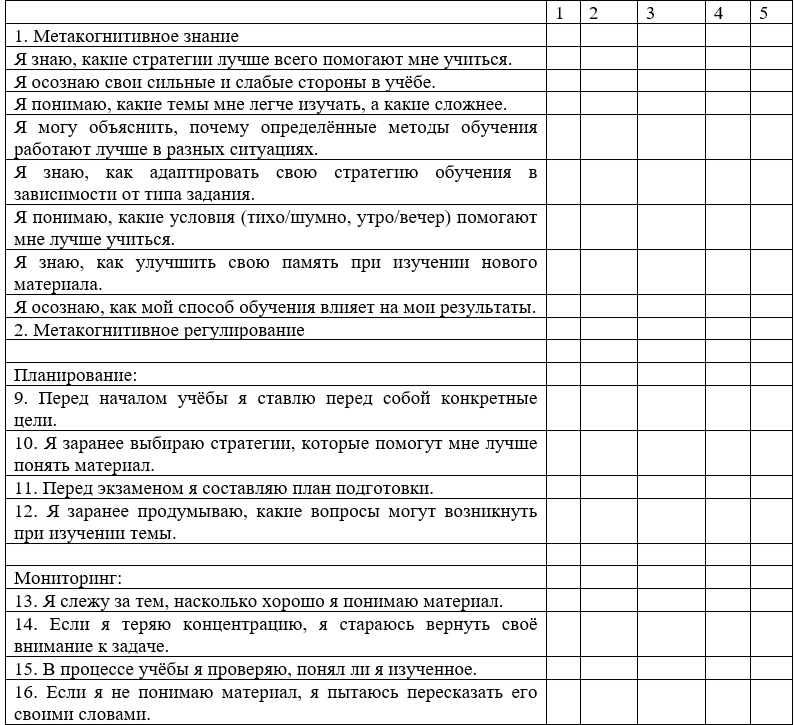 1 2 3 4 5
1. Метакогнитивное знание
Я знаю, какие стратегии лучше всего помогают мне учиться.
Я осознаю свои сильные и слабые стороны в учёбе.
Я понимаю, какие темы мне легче изучать, а какие сложнее.
Я могу объяснить, почему определённые методы обучения
работают лучше в разных ситуациях.
Я знаю, как адаптировать свою стратегию обучения в
зависимости от типа задания.
Я понимаю, какие условия (тихо/шумно, утро/вечер) помогают
мне лучше учиться.
Я знаю, как улучшить свою память при изучении нового
материала.
Я осознаю, как мой способ обучения влияет на мои результаты.
2. Метакогнитивное регулирование
Планирование:
9. Перед началом учёбы я ставлю перед собой конкретные
цели.
10. Я заранее выбираю стратегии, которые помогут мне лучше
понять материал.
11. Перед экзаменом я составляю план подготовки.
12. Я заранее продумываю, какие вопросы могут возникнуть
при изучении темы.
Мониторинг:
13. Я слежу за тем, насколько хорошо я понимаю материал.
14. Если я теряю концентрацию, я стараюсь вернуть своё
внимание к задаче.
15. В процессе учёбы я проверяю, понял ли я изученное.
16. Если я не понимаю материал, я пытаюсь пересказать его
своими словами.